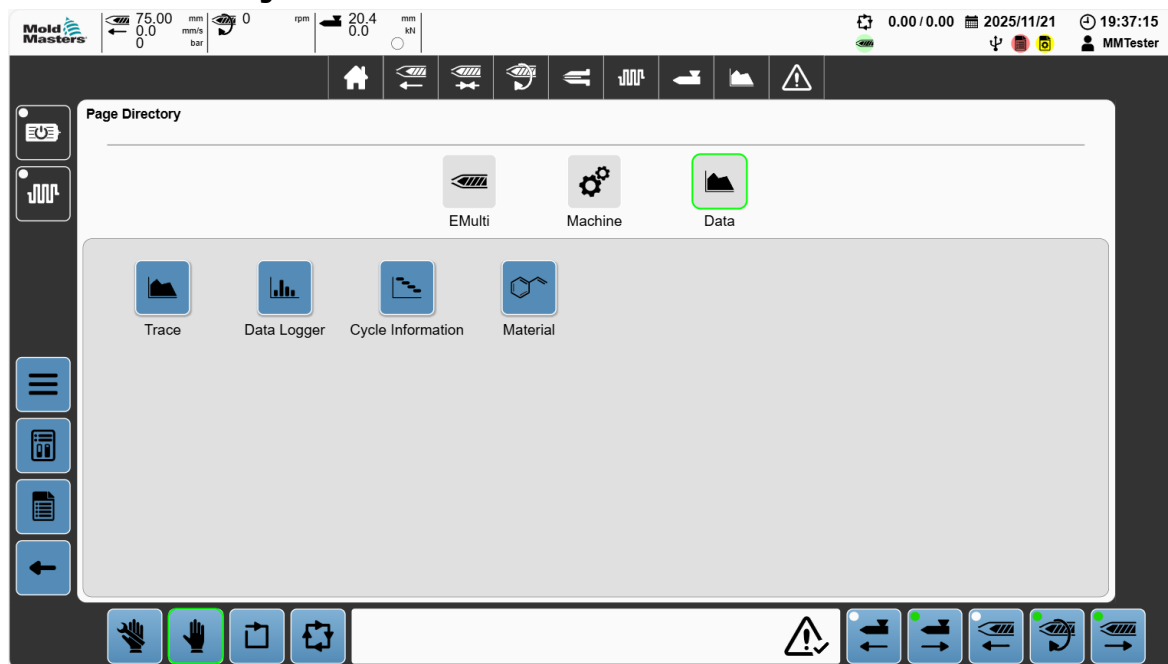 Mold
Masters
75.00 mm
0.0 mm/s
0 bar
0 rpm
20.4 mm
0.0 kN
0.00 / 0.00
2025/11/21
19:37:15
MMTester
Page Directory
EMulti
Machine
Data
Trace
Data Logger
Cycle Information
Material